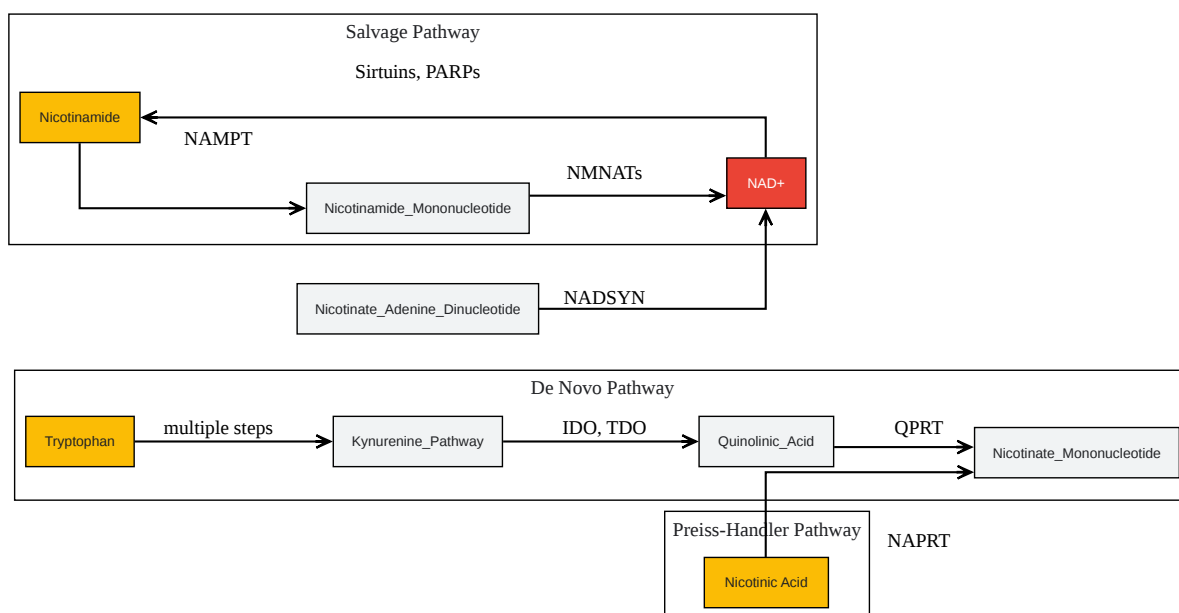 Salvage Pathway
Sirtuins, PARPs
Nicotinamide
NAMPT
NMNATs
NAD+
Nicotinamide_Mononucleotide
Nicotinate_Adenine_Dinucleotide
NADSYN
De Novo Pathway
Tryptophan
multiple steps
Kynurenine_Pathway
IDO, TDO
Quinolinic_Acid
QPRT
Nicotinate_Mononucleotide
Preiss-Handler Pathway
NAPRT
Nicotinic Acid